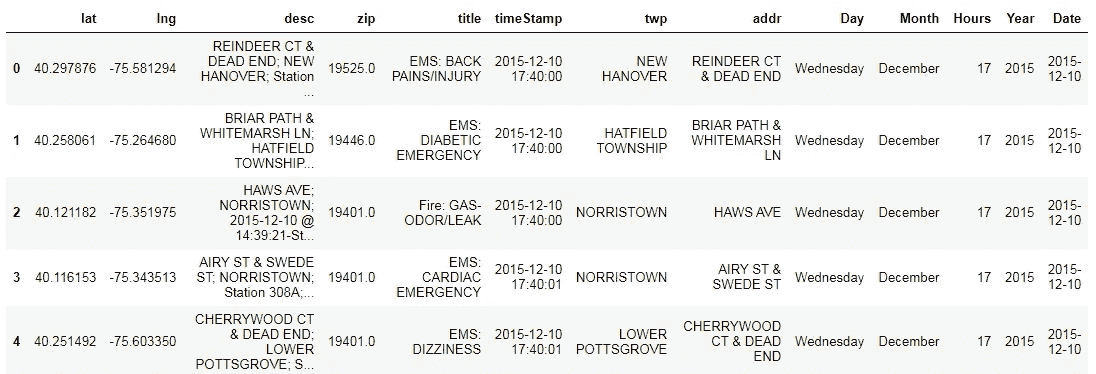 lat lng desc zip title timeStamp twp addr Day Month Hours Year Date
0 40.297876 -75.581294 REINDEER CT & DEAD END; NEW HANOVER; Station ... 19525.0 EMS: BACK PAINS/INJURY 2015-12-10 17:40:00 NEW HANOVER REINDEER CT & DEAD END Wednesday December 17 2015 2015-12-10
1 40.258061 -75.264680 BRIAR PATH & WHITEMARSH LN; HATFIELD TOWNSHIP... 19446.0 EMS: DIABETIC EMERGENCY 2015-12-10 17:40:00 HATFIELD TOWNSHIP BRIAR PATH & WHITEMARSH LN Wednesday December 17 2015 2015-12-10
2 40.121182 -75.351975 HAWS AVE; NORRISTOWN; 2015-12-10 @ 14:39:21-St... 19401.0 Fire: GAS-ODOR/LEAK 2015-12-10 17:40:00 NORRISTOWN HAWS AVE Wednesday December 17 2015 2015-12-10
3 40.116153 -75.343513 AIRY ST & SWEDE ST; NORRISTOWN; Station 308A;... 19401.0 EMS: CARDIAC EMERGENCY 2015-12-10 17:40:01 NORRISTOWN AIRY ST & SWEDE ST Wednesday December 17 2015 2015-12-10
4 40.251492 -75.603350 CHERRYWOOD CT & DEAD END; LOWER POTTSGROVE; S... 19401.0 EMS: DIZZINESS 2015-12-10 17:40:01 LOWER POTTSGROVE CHERRYWOOD CT & DEAD END Wednesday December 17 2015 2015-12-10